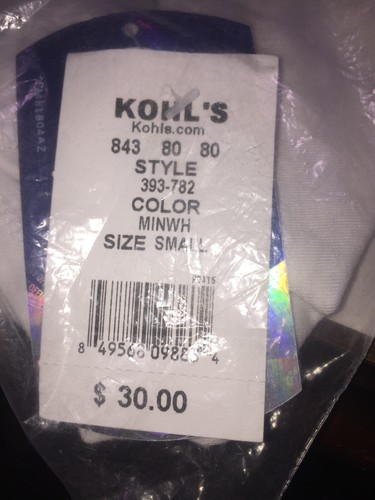 KOHL'S
Kohls.com
843 80 80
STYLE
393-782
COLOR
MINWH
SIZE SMALL
$ 30.00